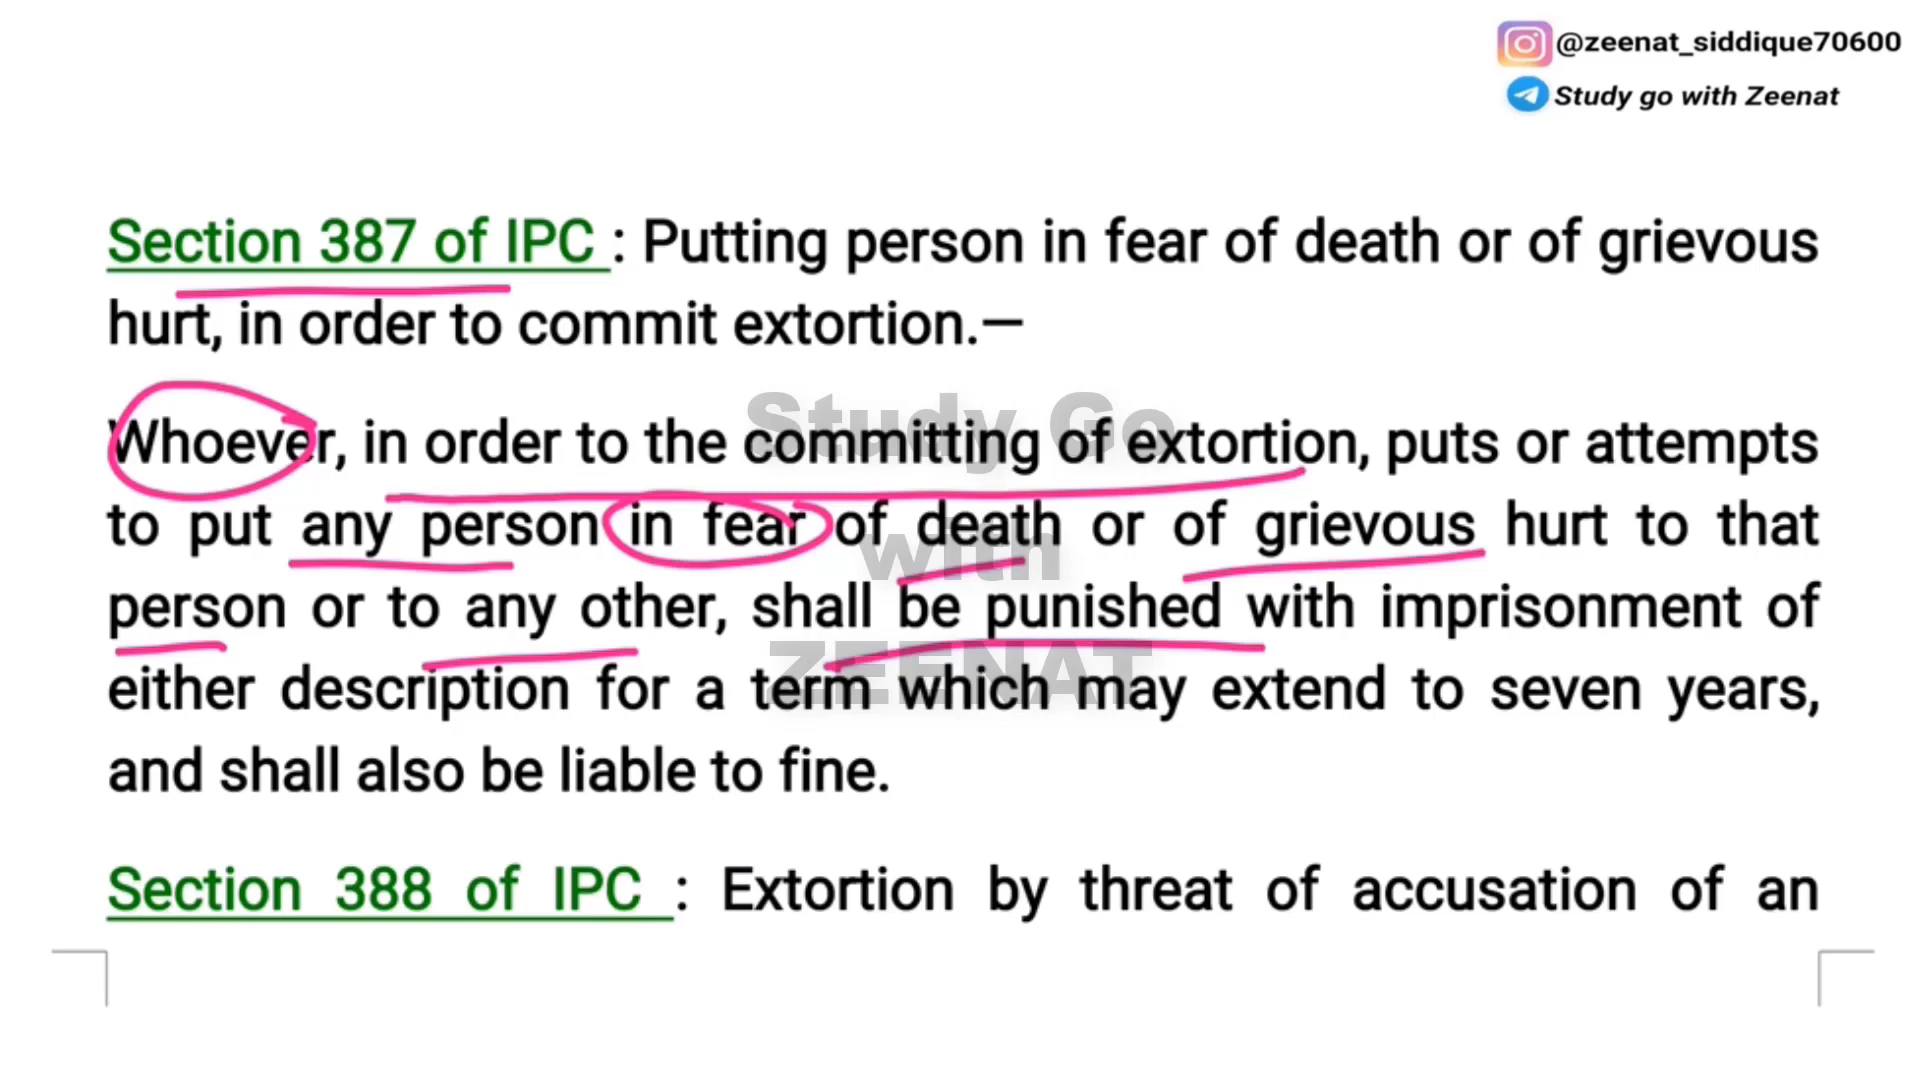 @zeenat_siddique70600
Study go with Zeenat
Section 387 of IPC : Putting person in fear of death or of grievous
hurt, in order to commit extortion.—
Whoever, in order to the committing of extortion, puts or attempts
to put any person in fear of death or of grievous hurt to that
person or to any other, shall be punished with imprisonment of
either description for a term which may extend to seven years,
and shall also be liable to fine.
Section 388 of IPC : Extortion by threat of accusation of an
Study Go
with
ZEENAT